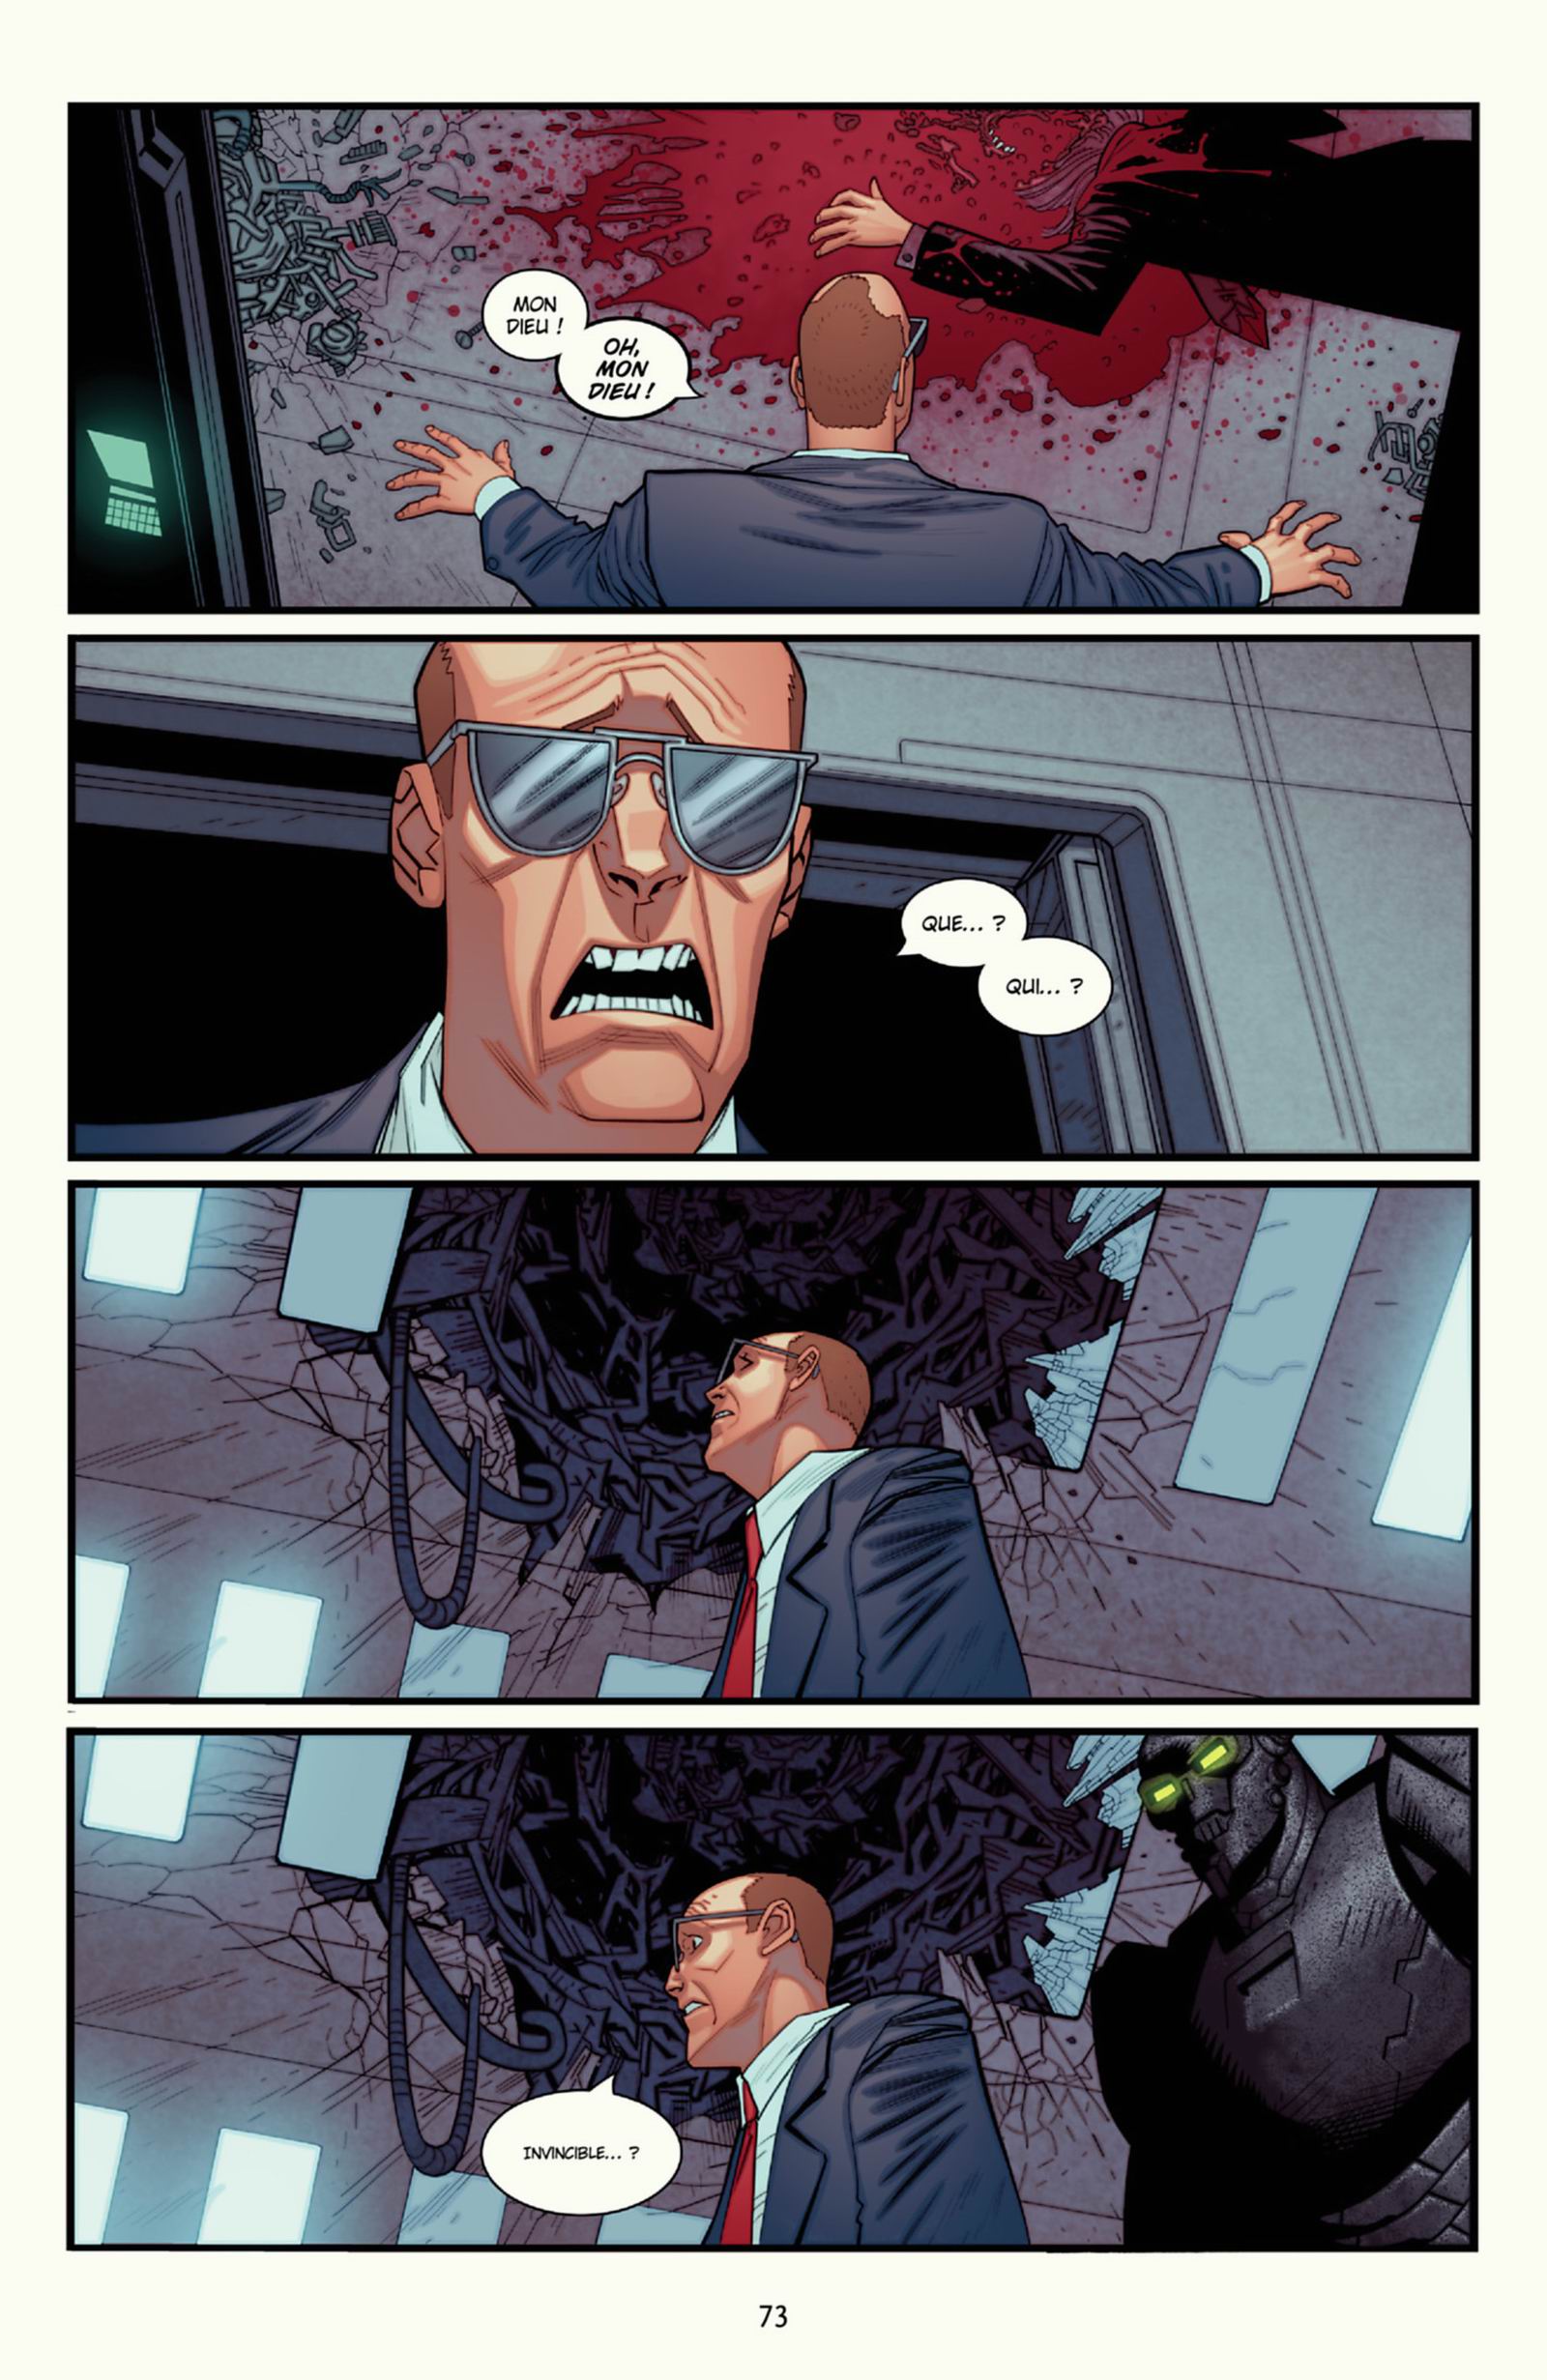 MON
DIEU !
OH,
MON
DIEU !
QUE... ?
QUI... ?
INVINCIBLE... ?
73